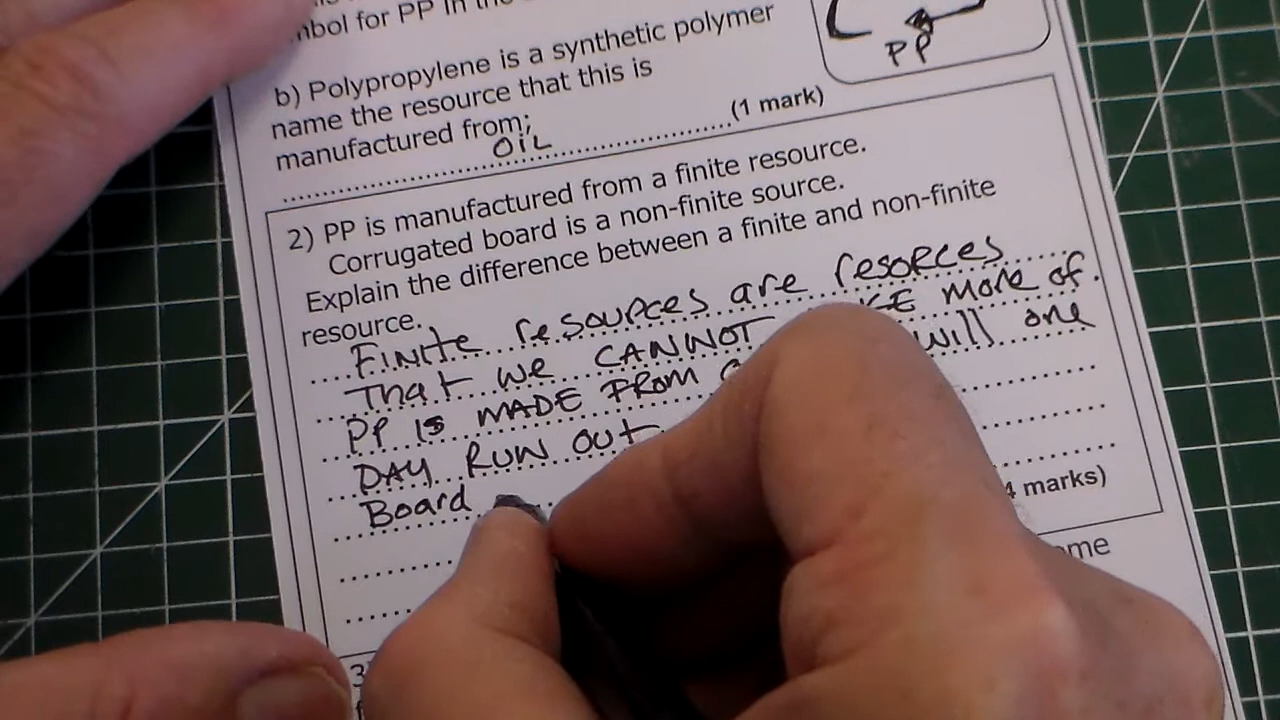 mbol for PP in the
PP
b) Polypropylene is a synthetic polymer
name the resource that this is
manufactured from;
OIL
(1 mark)
2) PP is manufactured from a finite resource.
Corrugated board is a non-finite source.
Explain the difference between a finite and non-finite
resource.
Finite resources are resorces
That we CANNOT more of.
PP is MADE FROM will one
DAY RUN OUT
Board
marks)
ome
3